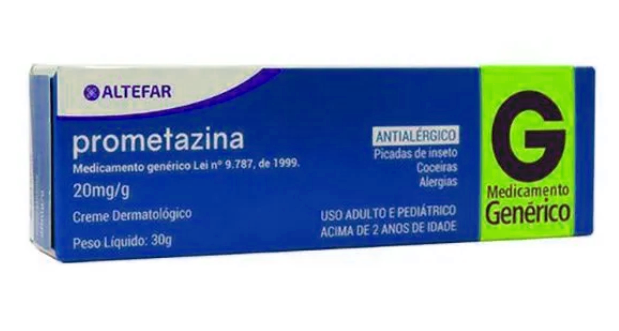 ALTEFAR
prometazina
Medicamento genérico Lei nº 9.787, de 1999.
20mg/g
Creme Dermatológico
Peso Líquido: 30g
ANTIALÉRGICO
Picadas de inseto
Coceiras
Alergias
USO ADULTO E PEDIÁTRICO
ACIMA DE 2 ANOS DE IDADE
G
Medicamento
Genérico